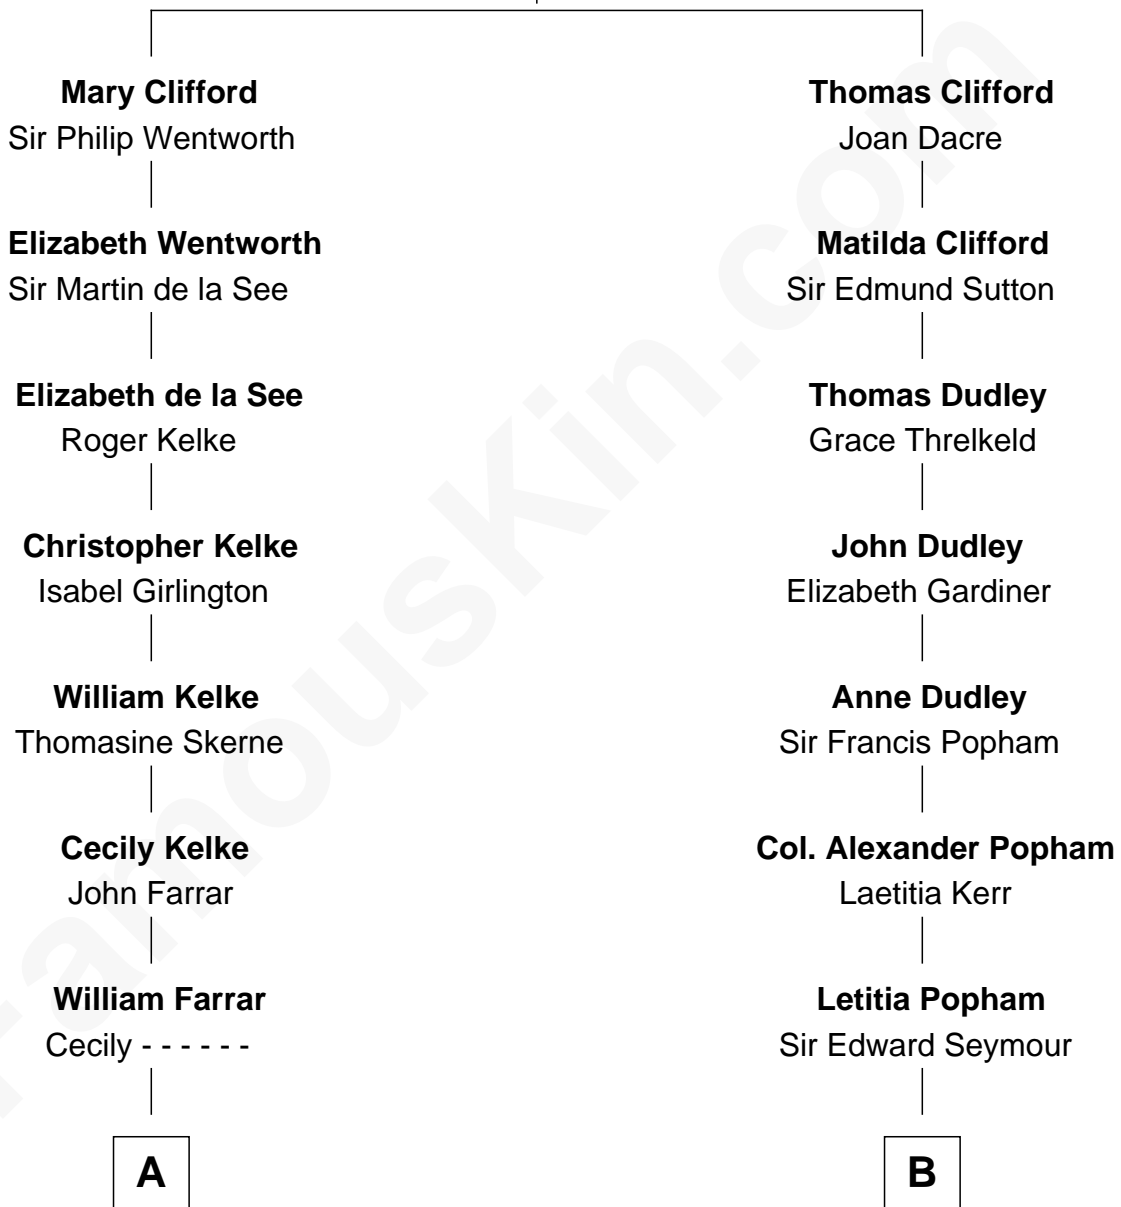 Mary Clifford
Sir Philip Wentworth
Thomas Clifford
Joan Dacre
Elizabeth Wentworth
Sir Martin de la See
Matilda Clifford
Sir Edmund Sutton
Elizabeth de la See
Roger Kelke
Thomas Dudley
Grace Threlkeld
Christopher Kelke
Isabel Girlington
John Dudley
Elizabeth Gardiner
William Kelke
Thomasine Skerne
Anne Dudley
Sir Francis Popham
Cecily Kelke
John Farrar
Col. Alexander Popham
Laetitia Kerr
William Farrar
Cecily - - - - - -
Letitia Popham
Sir Edward Seymour
A
B
FamousKin.com